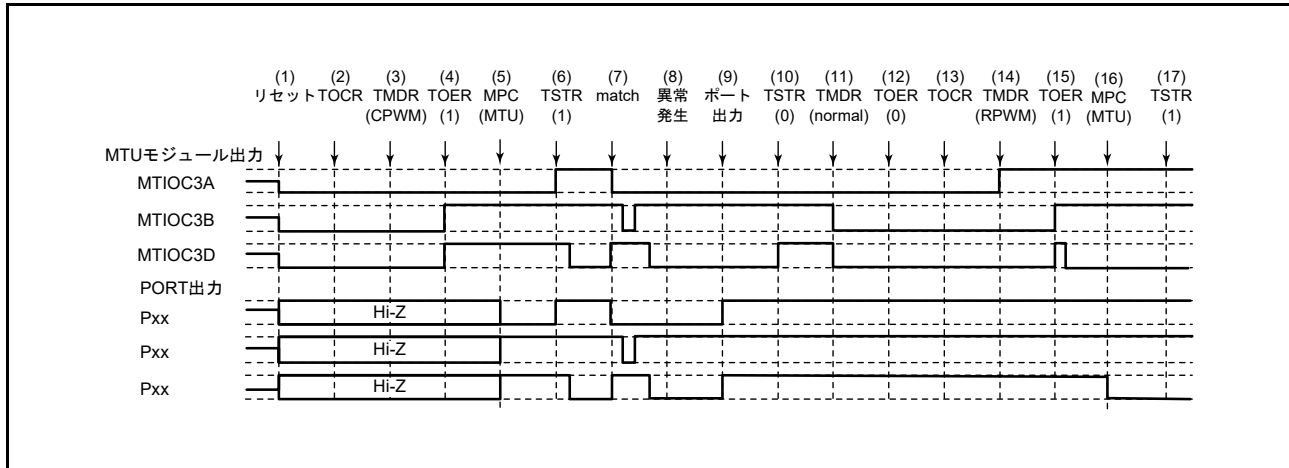 (1) (2) (3) (4) (5) (6) (7) (8) (9) (10) (11) (12) (13) (14) (15) (16) (17)
リセット TOCR TMDR TOER MPC TSTR match 異常 ポート TSTR TMDR TOER TOCR TMDR TOER MPC TSTR
(CPWM) (1) (MTU) (1) 発生 出力 (0) (normal) (0) (RPWM) (1) (MTU) (1)
MTUモジュール出力
MTIOC3A
MTIOC3B
MTIOC3D
PORT出力
Pxx Hi-Z
Pxx Hi-Z
Pxx Hi-Z